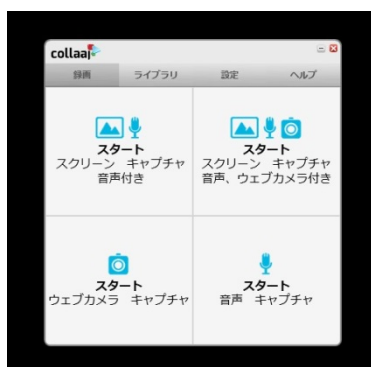 collaaj
録画 ライブラリ 設定 ヘルプ
スタート
スクリーン キャプチャ
音声付き
スタート
スクリーン キャプチャ
音声、ウェブカメラ付き
スタート
ウェブカメラ キャプチャ
スタート
音声 キャプチャ